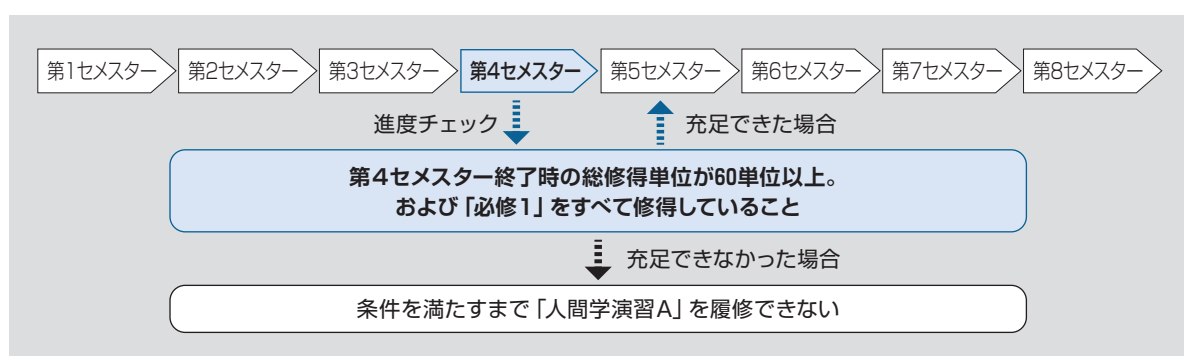 第1セメスター 第2セメスター 第3セメスター 第4セメスター 第5セメスター 第6セメスター 第7セメスター 第8セメスター
進度チェック 充足できた場合
第4セメスター終了時の総修得単位が60単位以上。
および「必修1」をすべて修得していること
充足できなかった場合
条件を満たすまで「人間学演習A」を履修できない